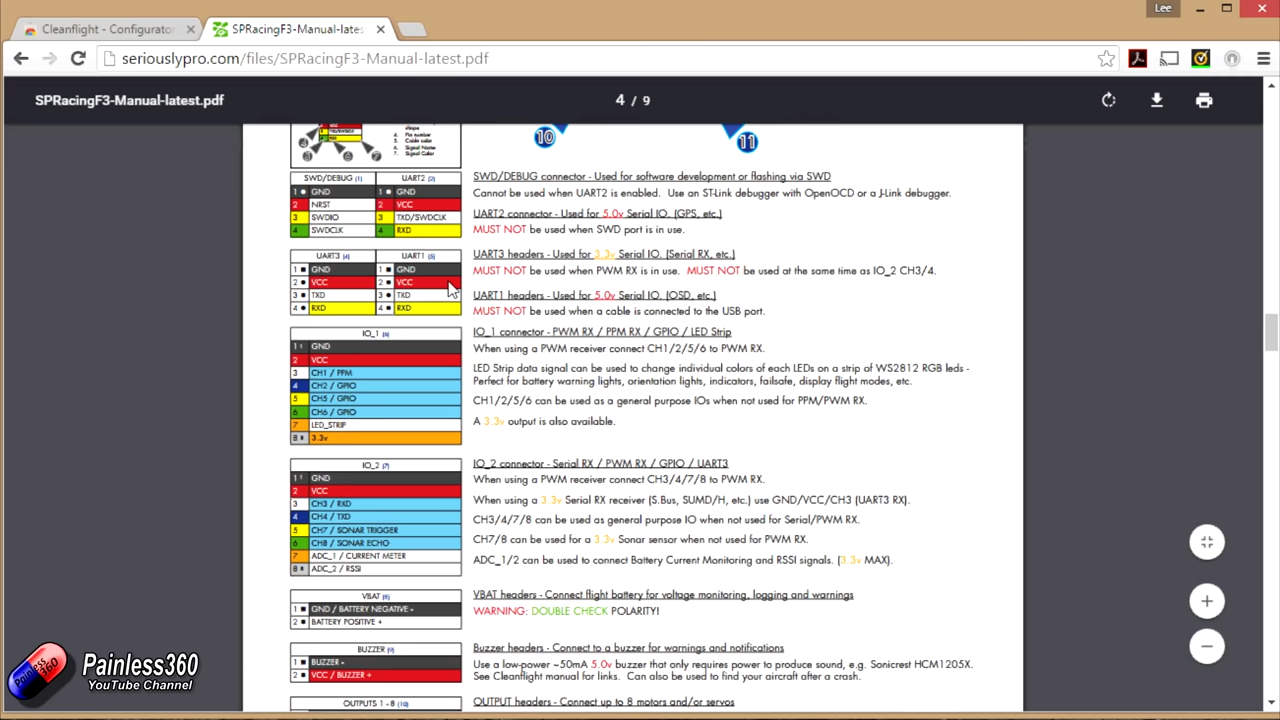 Lee
Cleanflight - Configurator
SPRacingF3-Manual-lates
seriouslypro.com/files/SPRacingF3-Manual-latest.pdf
SPRacingF3-Manual-latest.pdf
4 / 9
10
11
shape
4. Pin number
5. Cable color
6. Signal Name
7. Signal Color
SWD/DEBUG (1) UART2 (2)
1 GND 1 GND
2 NRST 2 VCC
3 SWDIO 3 TXD/SWDCLK
4 SWDCLK 4 RXD
SWD/DEBUG connector - Used for software development or flashing via SWD
Cannot be used when UART2 is enabled. Use an ST-Link debugger with OpenOCD or a J-Link debugger.
UART2 connector - Used for 5.0v Serial IO, (GPS, etc.)
MUST NOT be used when SWD port is in use.
UART3 (4) UART1 (5)
1 GND 1 GND
2 VCC 2 VCC
3 TXD 3 TXD
4 RXD 4 RXD
UART3 headers - Used for 3.3v Serial IO, (Serial RX, etc.)
MUST NOT be used when PWM RX is in use. MUST NOT be used at the same time as IO_2 CH3/4.
UART1 headers - Used for 5.0v Serial IO, (OSD, etc.)
MUST NOT be used when a cable is connected to the USB port.
IO_1 (6)
1 GND
2 VCC
3 CH1 / PPM
4 CH2 / GPIO
5 CH5 / GPIO
6 CH6 / GPIO
7 LED_STRIP
8 3.3v
IO_1 connector - PWM RX / PPM RX / GPIO / LED Strip
When using a PWM receiver connect CH1/2/5/6 to PWM RX.
LED Strip data signal can be used to change individual colors of each LEDs on a strip of WS2812 RGB leds -
Perfect for battery warning lights, orientation lights, indicators, failsafe, display flight modes, etc.
CH1/2/5/6 can be used as a general purpose IOs when not used for PPM/PWM RX.
A 3.3v output is also available.
IO_2 (7)
1 GND
2 VCC
3 CH3 / RXD
4 CH4 / TXD
5 CH7 / SONAR TRIGGER
6 CH8 / SONAR ECHO
7 ADC_1 / CURRENT METER
8 ADC_2 / RSSI
IO_2 connector - Serial RX / PWM RX / GPIO / UART3
When using a PWM receiver connect CH3/4/7/8 to PWM RX.
When using a 3.3v Serial RX receiver (S.Bus, SUMD/H, etc.) use GND/VCC/CH3 (UART3 RX).
CH3/4/7/8 can be used as general purpose IO when not used for Serial/PWM RX.
CH7/8 can be used for a 3.3v Sonar sensor when not used for PWM RX.
ADC_1/2 can be used to connect Battery Current Monitoring and RSSI signals. (3.3v MAX).
VBAT (8)
1 GND / BATTERY NEGATIVE -
2 BATTERY POSITIVE +
VBAT headers - Connect flight battery for voltage monitoring, logging and warnings
WARNING: DOUBLE CHECK POLARITY!
BUZZER (9)
1 BUZZER -
2 VCC / BUZZER +
Buzzer headers - Connect to a buzzer for warnings and notifications
Use a low-power ~50mA 5.0v buzzer that only requires power to produce sound, e.g. Sonicrest HCM1205X.
See Cleanflight manual for links. Can also be used to find your aircraft after a crash.
OUTPUTS 1 - 8 (10)
OUTPUT headers - Connect up to 8 motors and/or servos
Painless360
YouTube Channel